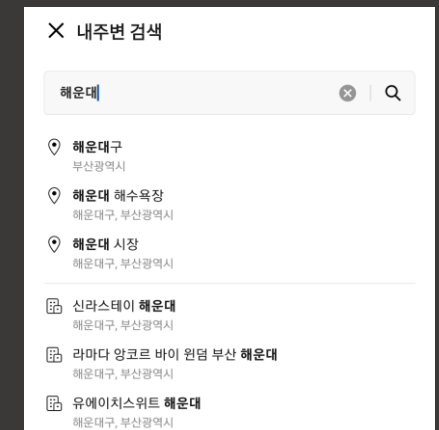 내주변 검색
해운대
해운대구
부산광역시
해운대 해수욕장
해운대구, 부산광역시
해운대 시장
해운대구, 부산광역시
신라스테이 해운대
해운대구, 부산광역시
라마다 앙코르 바이 윈덤 부산 해운대
해운대구, 부산광역시
유에이치스위트 해운대
해운대구, 부산광역시